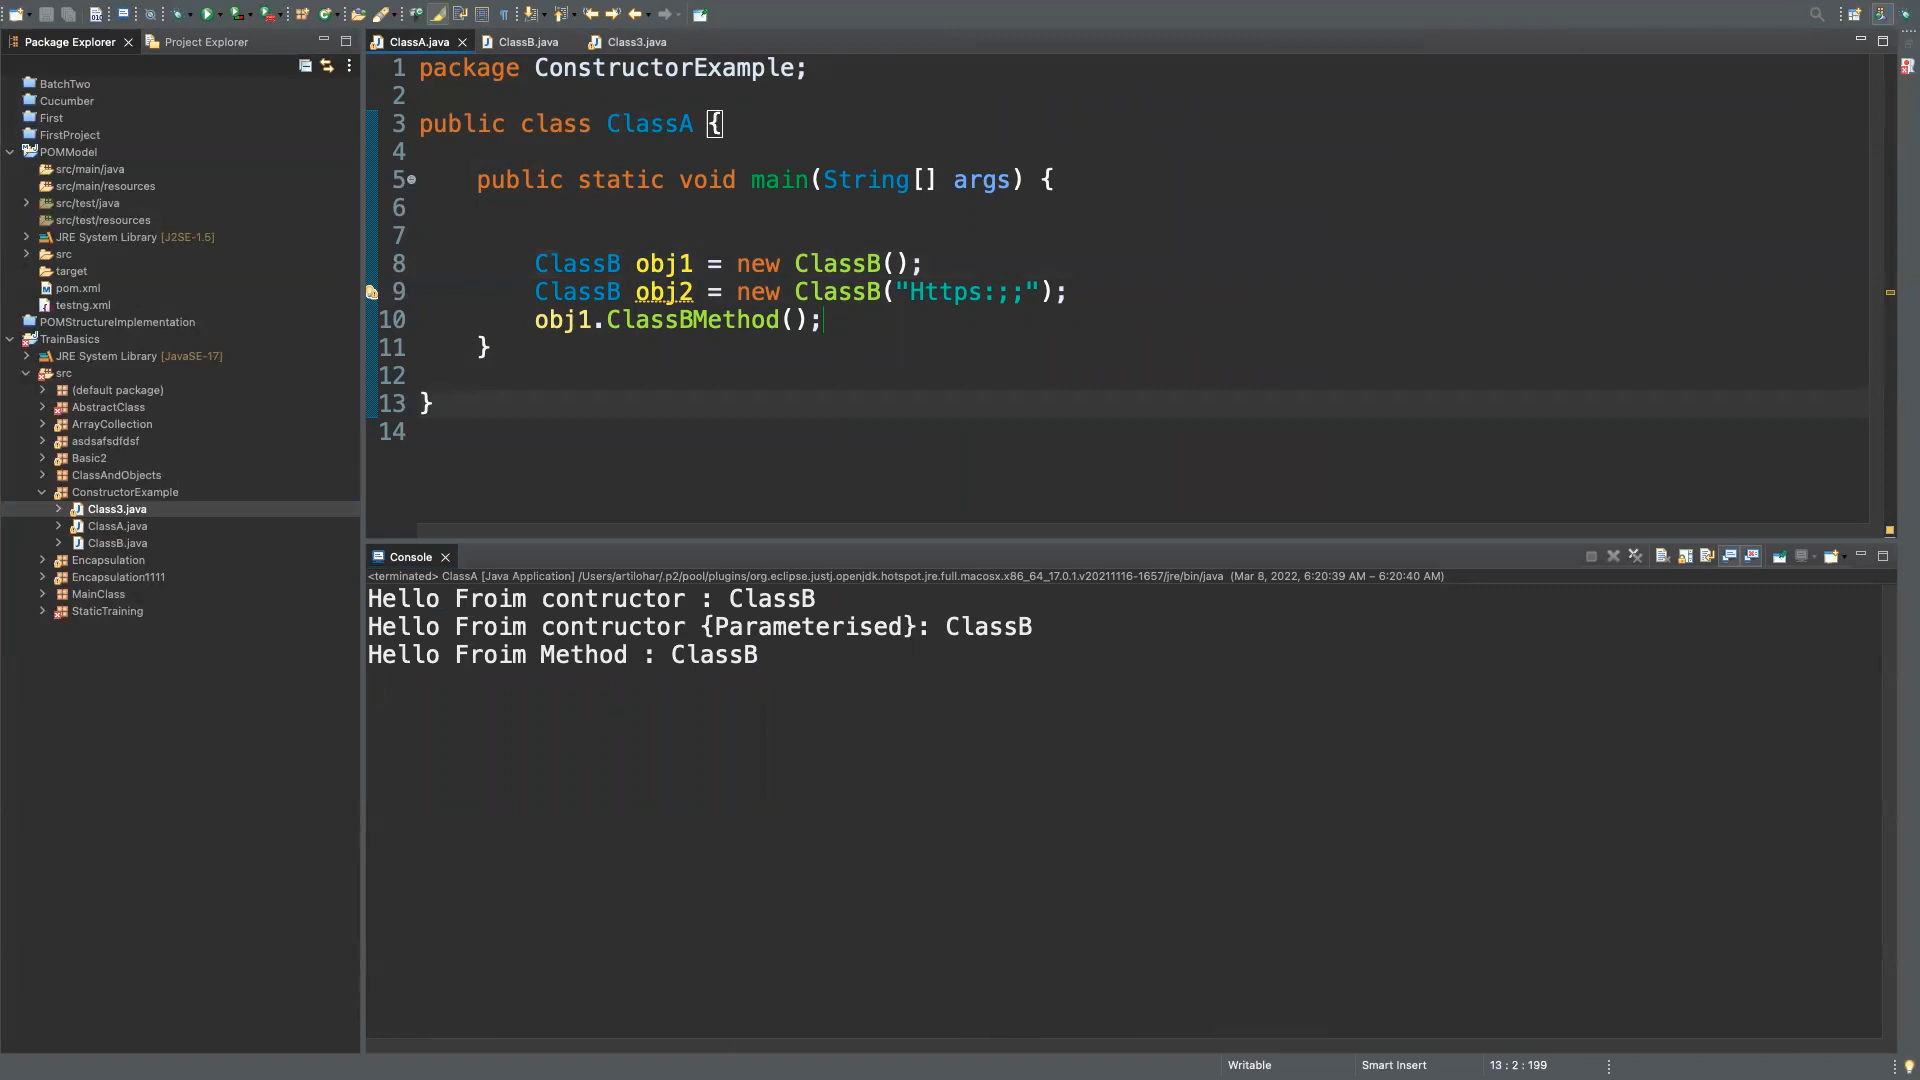 Package Explorer
Project Explorer
BatchTwo
Cucumber
First
FirstProject
POMModel
src/main/java
src/main/resources
src/test/java
src/test/resources
JRE System Library [J2SE-1.5]
src
target
pom.xml
testng.xml
POMStructureImplementation
TrainBasics
JRE System Library [JavaSE-17]
src
(default package)
AbstractClass
ArrayCollection
asdsafsdfdsf
Basic2
ClassAndObjects
ConstructorExample
Class3.java
ClassA.java
ClassB.java
Encapsulation
Encapsulation1111
MainClass
StaticTraining
ClassA.java
ClassB.java
Class3.java
1 package ConstructorExample;
2
3 public class ClassA {
4
5 public static void main(String[] args) {
6
7
8 ClassB obj1 = new ClassB();
9 ClassB obj2 = new ClassB("Https:;;");
10 obj1.ClassBMethod();
11 }
12
13 }
14
Console
<terminated> ClassA [Java Application] /Users/artilohar/.p2/pool/plugins/org.eclipse.justj.openjdk.hotspot.jre.full.macosx.x86_64_17.0.1.v20211116-1657/jre/bin/java (Mar 8, 2022, 6:20:39 AM – 6:20:40 AM)
Hello Froim contructor : ClassB
Hello Froim contructor {Parameterised}: ClassB
Hello Froim Method : ClassB
Writable
Smart Insert
13 : 2 : 199